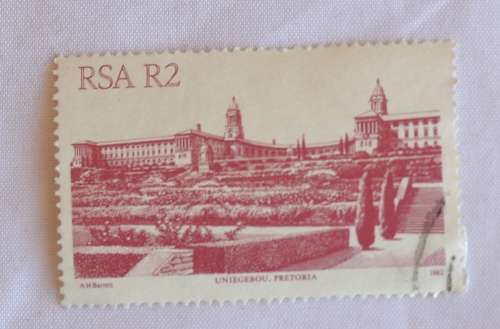 RSA R2
UNIEGEBOU, PRETORIA
A.H. Barrett 1982